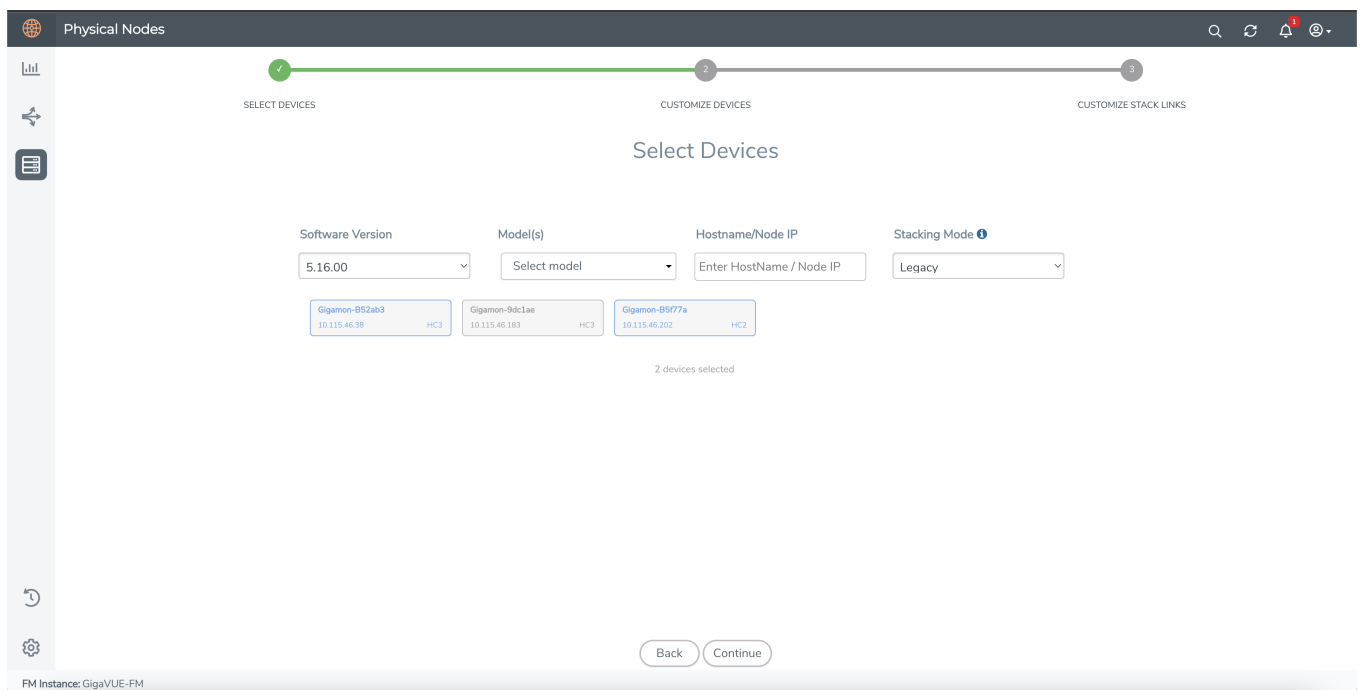 Physical Nodes
1
✓
2
3
SELECT DEVICES
CUSTOMIZE DEVICES
CUSTOMIZE STACK LINKS
Select Devices
Software Version
Model(s)
Hostname/Node IP
Stacking Mode
5.16.00
Select model
Enter HostName / Node IP
Legacy
Gigamon-B52ab3
10.115.46.38 HC3
Gigamon-9dc1ae
10.115.46.183 HC3
Gigamon-B5f77a
10.115.46.202 HC2
2 devices selected
Back
Continue
FM Instance: GigaVUE-FM